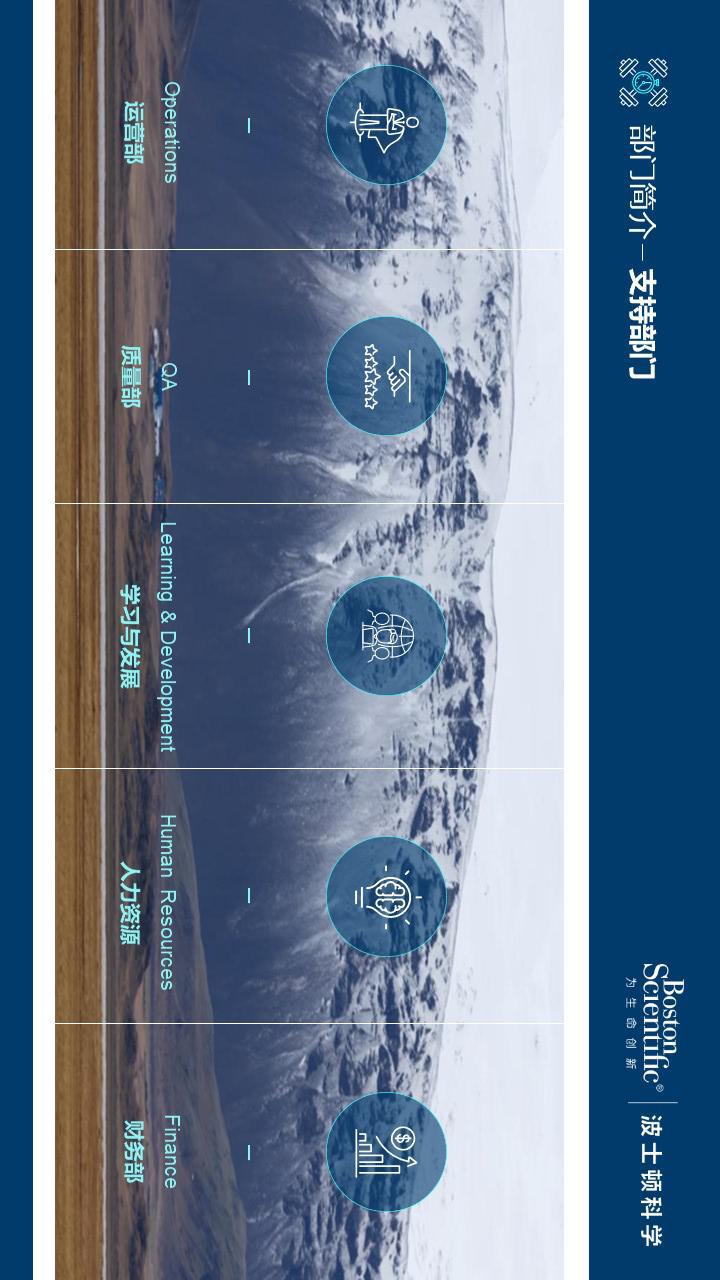 部门简介 — 支持部门
Boston
Scientific®
为生命创新
波士顿科学
Operations
运营部
QA
质量部
Learning & Development
学习与发展
Human Resources
人力资源
Finance
财务部